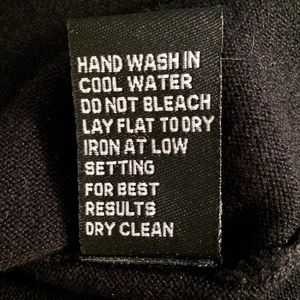 HAND WASH IN
COOL WATER
DO NOT BLEACH
LAY FLAT TO DRY
IRON AT LOW
SETTING
FOR BEST
RESULTS
DRY CLEAN